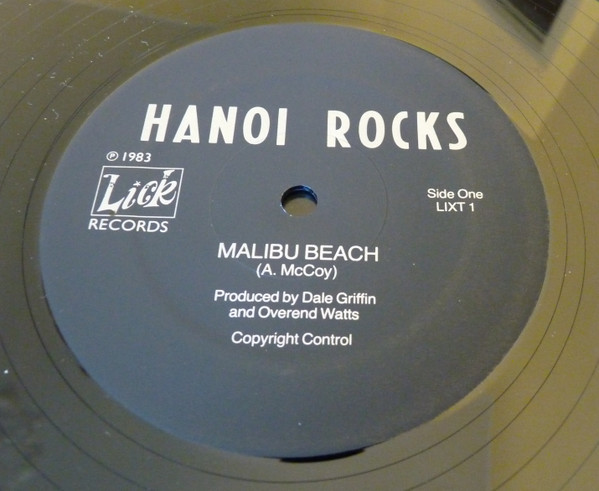 HANOI ROCKS
℗ 1983
Lick
RECORDS
Side One
LIXT 1
MALIBU BEACH
(A. McCoy)
Produced by Dale Griffin
and Overend Watts
Copyright Control